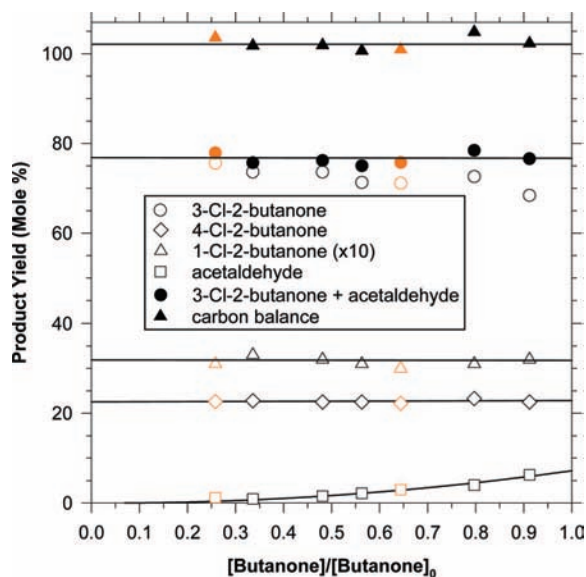 100
80
60
40
20
0
Product Yield (Mole %)
3-Cl-2-butanone
4-Cl-2-butanone
1-Cl-2-butanone (x10)
acetaldehyde
3-Cl-2-butanone + acetaldehyde
carbon balance
0.0 0.1 0.2 0.3 0.4 0.5 0.6 0.7 0.8 0.9 1.0
[Butanone]/[Butanone]0